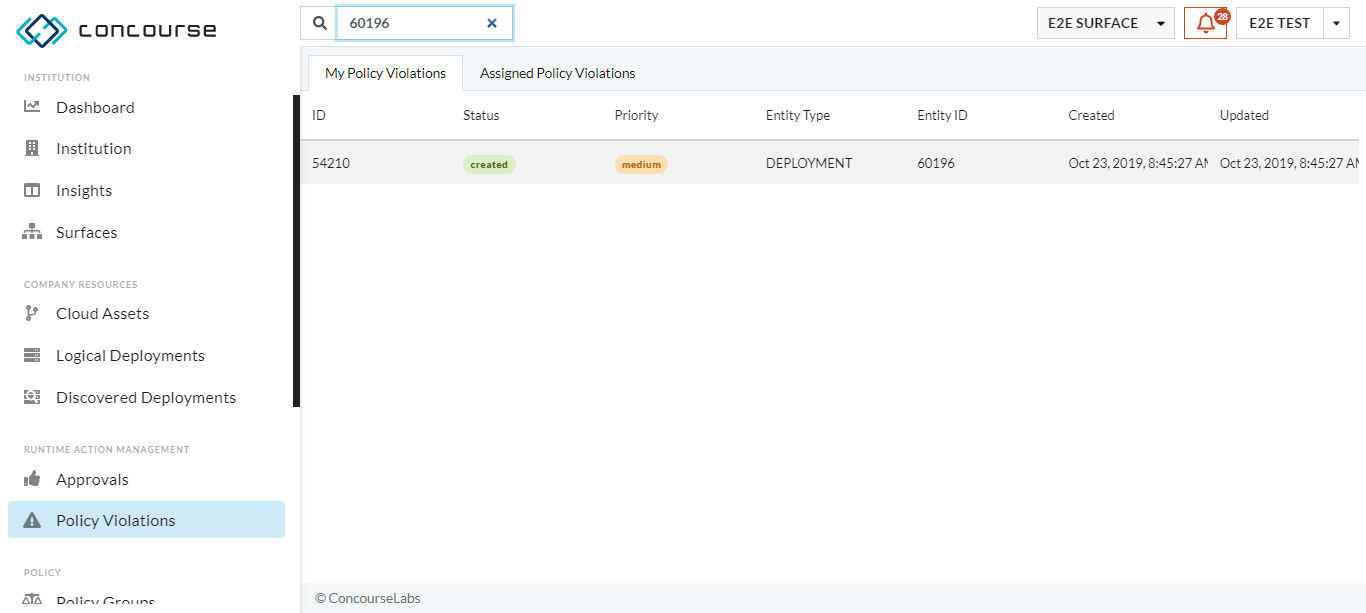 concourse
60196
E2E SURFACE
28
E2E TEST
INSTITUTION
Dashboard
Institution
Insights
Surfaces
COMPANY RESOURCES
Cloud Assets
Logical Deployments
Discovered Deployments
RUNTIME ACTION MANAGEMENT
Approvals
Policy Violations
POLICY
Policy Groups
My Policy Violations Assigned Policy Violations
ID Status Priority Entity Type Entity ID Created Updated
54210 created medium DEPLOYMENT 60196 Oct 23, 2019, 8:45:27 AM Oct 23, 2019, 8:45:27 AM
© ConcourseLabs